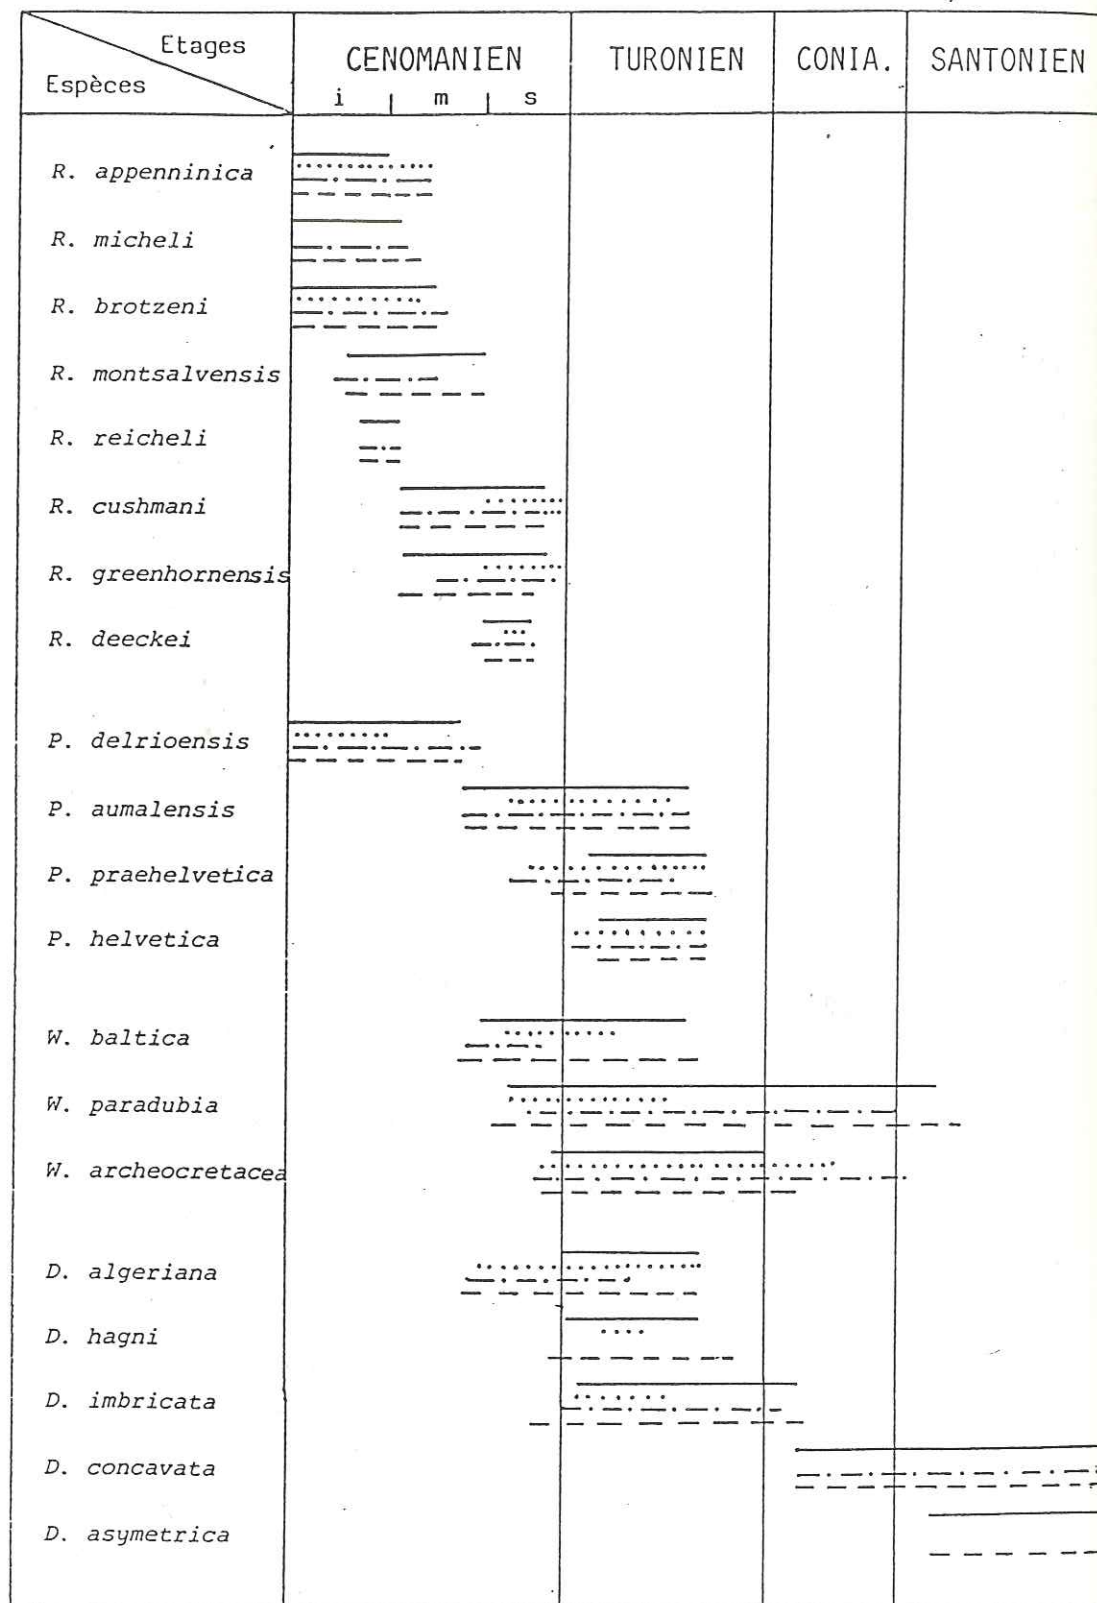 Etages
Espèces
CENOMANIEN
TURONIEN
CONIA.
SANTONIEN
i
m
s
R. appenninica
R. micheli
R. brotzeni
R. montsalvensis
R. reicheli
R. cushmani
R. greenhornensis
R. deeckei
P. delrioensis
P. aumalensis
P. praehelvetica
P. helvetica
W. baltica
W. paradubia
W. archeocretacea
D. algeriana
D. hagni
D. imbricata
D. concavata
D. asymetrica